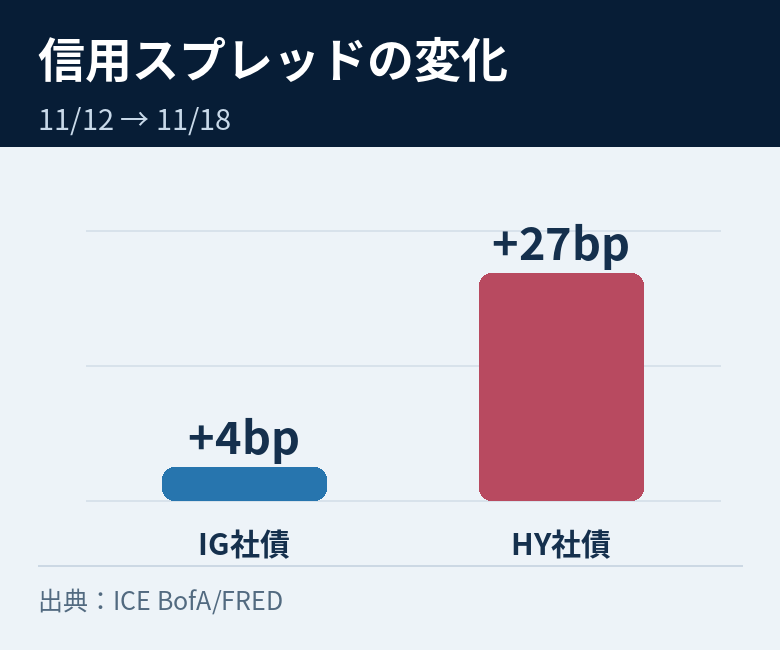 信用スプレッドの変化
11/12 → 11/18
+27bp
+4bp
IG社債
HY社債
出典：ICE BofA/FRED